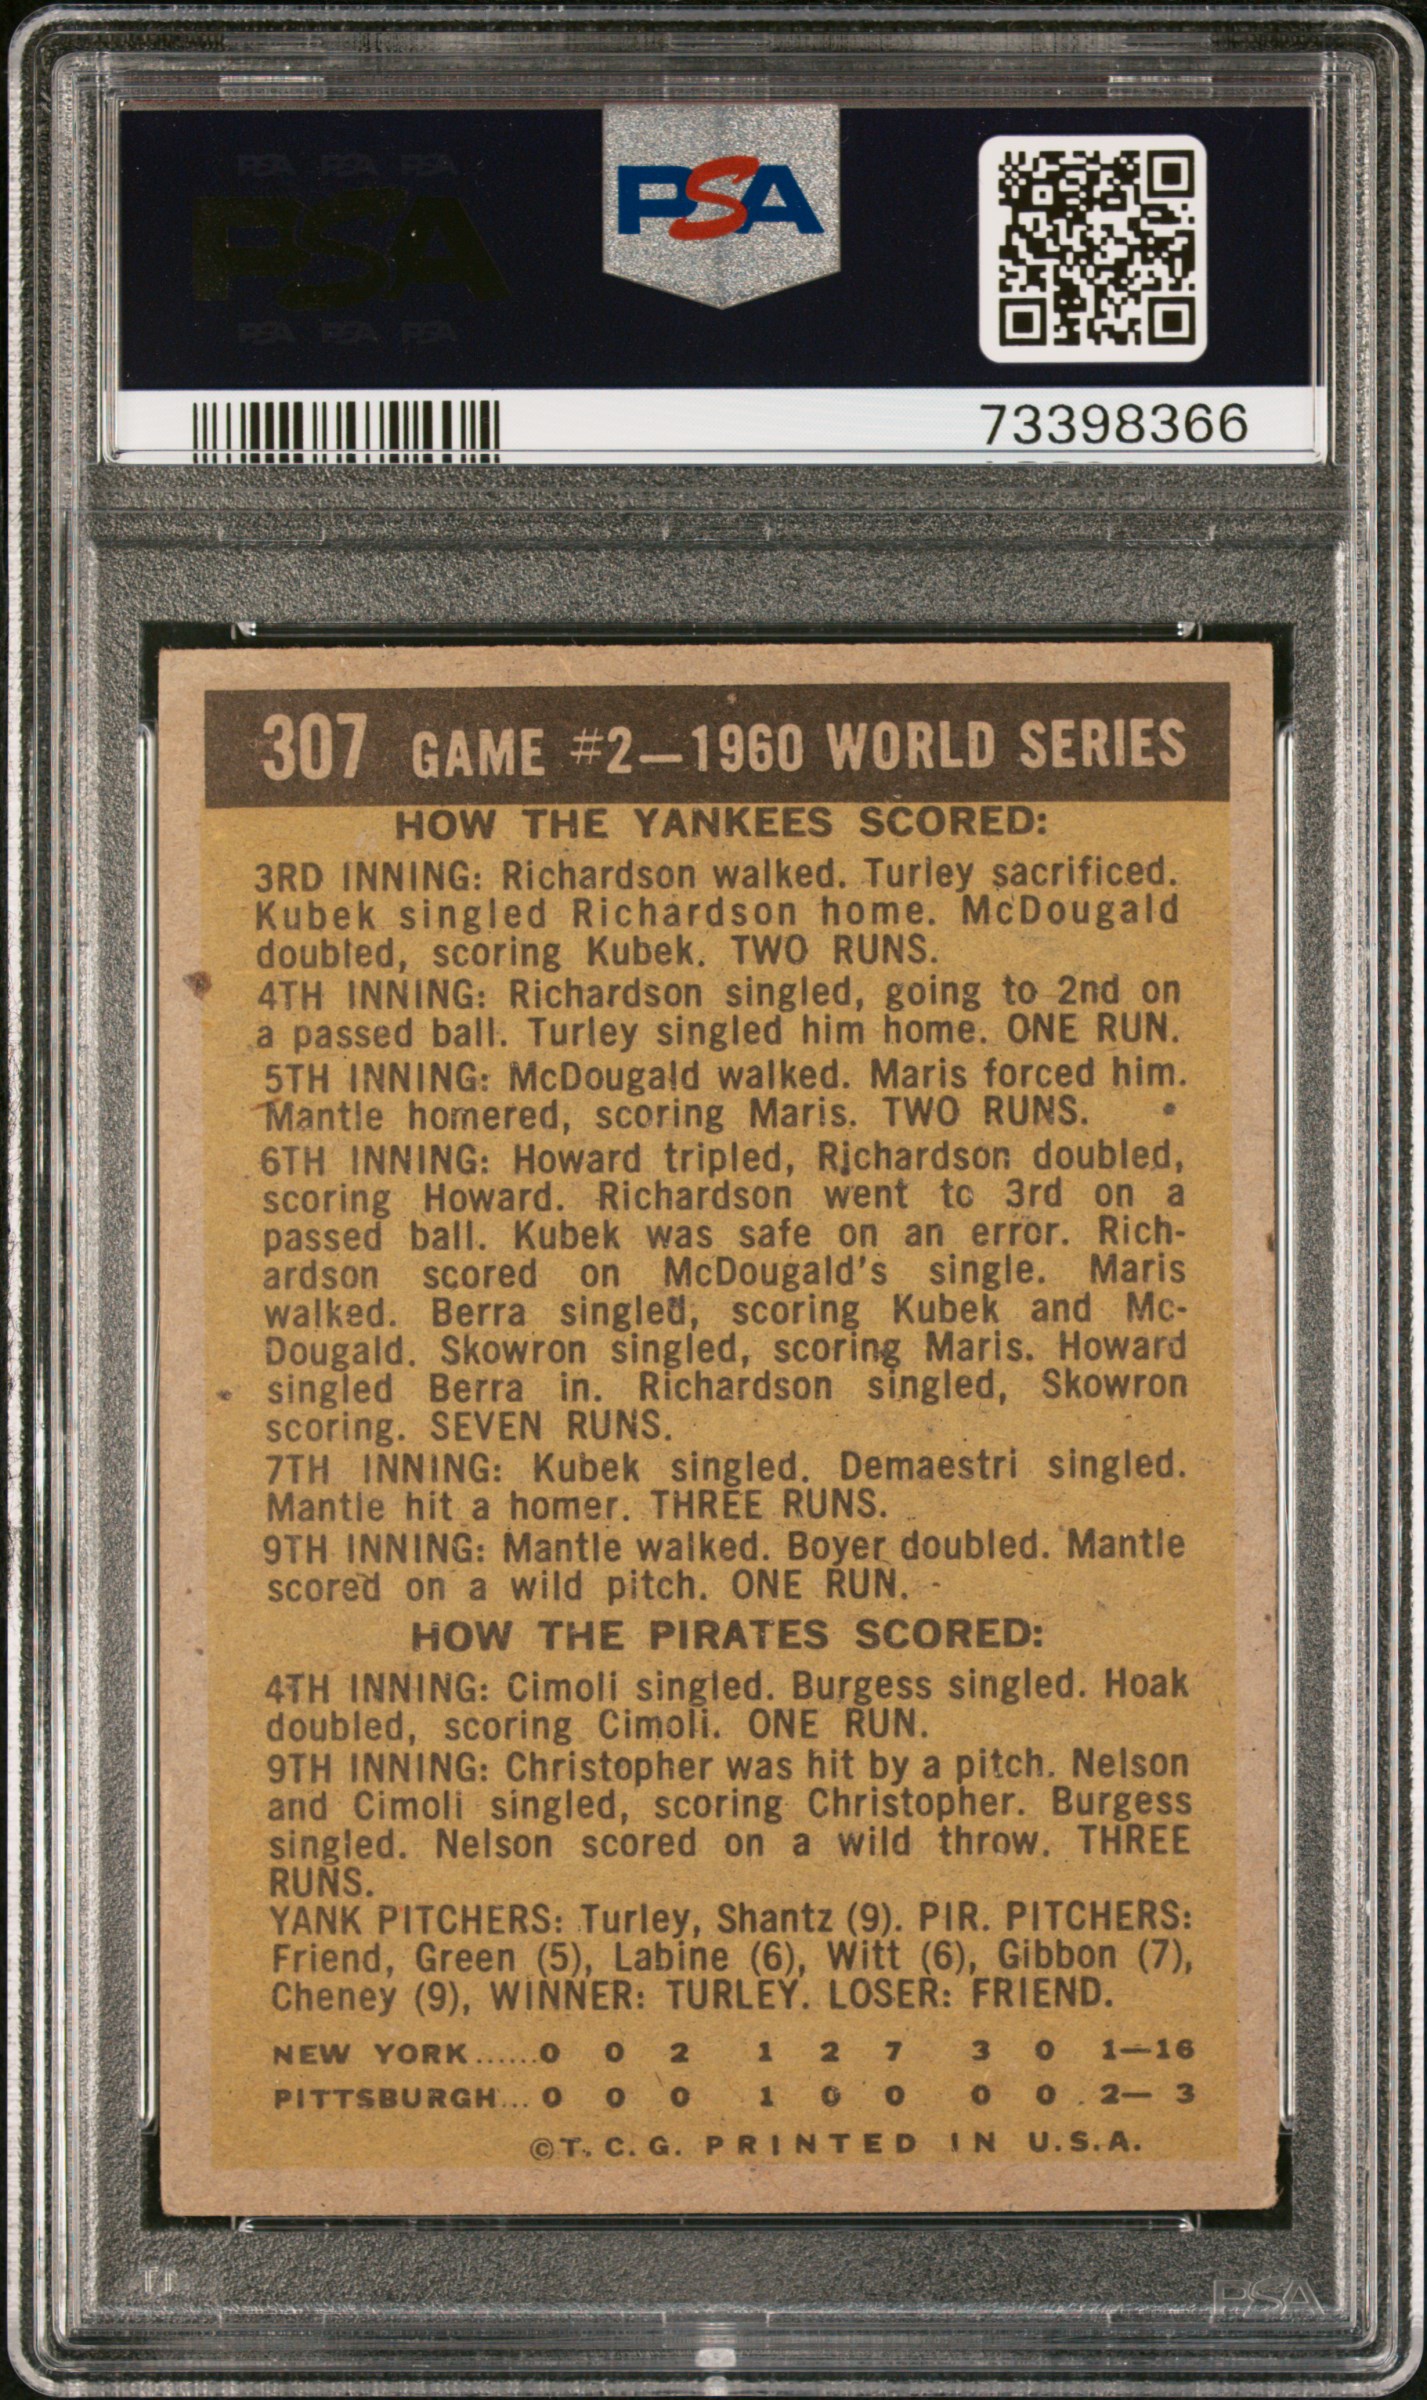 PSA PSA PSA
PSA
PSA PSA PSA
PSA
73398366
307 GAME #2—1960 WORLD SERIES
HOW THE YANKEES SCORED:
3RD INNING: Richardson walked. Turley sacrificed.
Kubek singled Richardson home. McDougald
doubled, scoring Kubek. TWO RUNS.
4TH INNING: Richardson singled, going to 2nd on
a passed ball. Turley singled him home. ONE RUN.
5TH INNING: McDougald walked. Maris forced him.
Mantle homered, scoring Maris. TWO RUNS.
6TH INNING: Howard tripled, Richardson doubled,
scoring Howard. Richardson went to 3rd on a
passed ball. Kubek was safe on an error. Rich-
ardson scored on McDougald's single. Maris
walked. Berra singled, scoring Kubek and Mc-
Dougald. Skowron singled, scoring Maris. Howard
singled Berra in. Richardson singled, Skowron
scoring. SEVEN RUNS.
7TH INNING: Kubek singled. Demaestri singled.
Mantle hit a homer. THREE RUNS.
9TH INNING: Mantle walked. Boyer doubled. Mantle
scored on a wild pitch. ONE RUN.
HOW THE PIRATES SCORED:
4TH INNING: Cimoli singled. Burgess singled. Hoak
doubled, scoring Cimoli. ONE RUN.
9TH INNING: Christopher was hit by a pitch. Nelson
and Cimoli singled, scoring Christopher. Burgess
singled. Nelson scored on a wild throw. THREE
RUNS.
YANK PITCHERS: Turley, Shantz (9). PIR. PITCHERS:
Friend, Green (5), Labine (6), Witt (6), Gibbon (7),
Cheney (9), WINNER: TURLEY. LOSER: FRIEND.
NEW YORK......0 0 2 1 2 7 3 0 1—16
PITTSBURGH...0 0 0 1 0 0 0 0 2— 3
©T. C. G. PRINTED IN U.S.A.
PSA